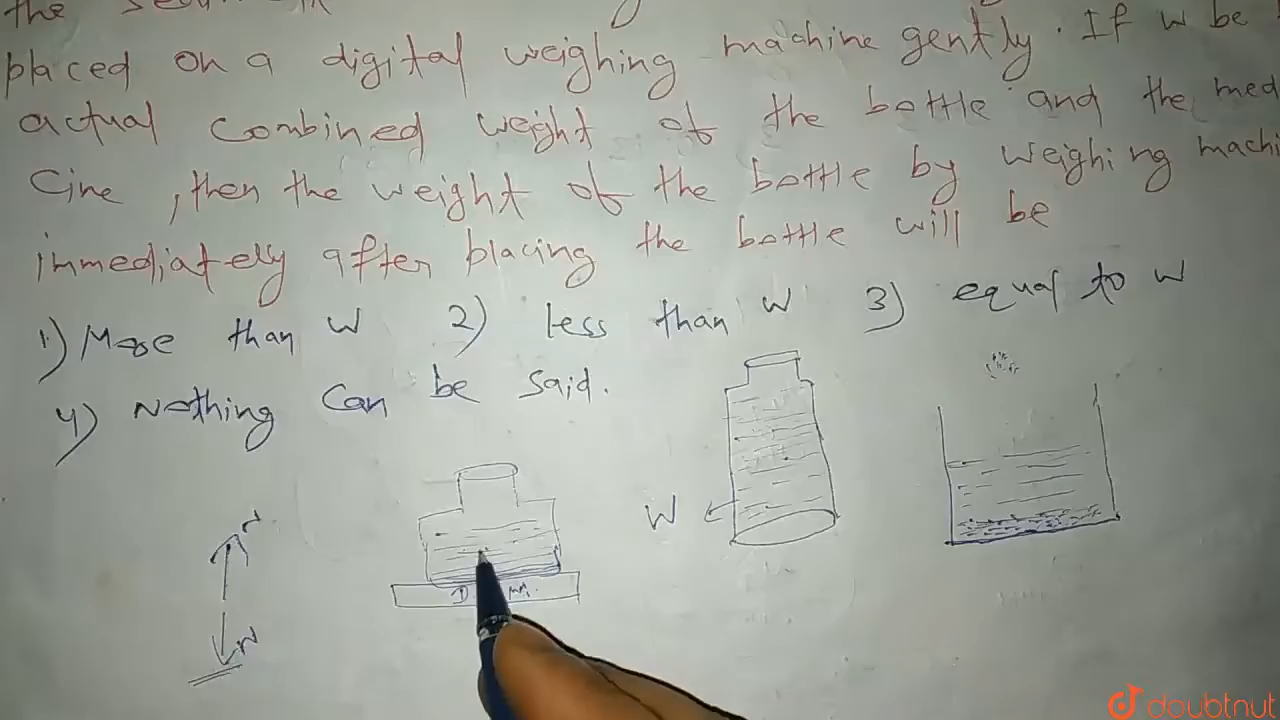 the
placed on a digital weighing machine gently. If w be
actual combined weight of the bottle and the med
cine, then the weight of the bottle by weighing machi
immediately after placing the bottle will be
1) More than W 2) less than W 3) equal to W
4) Nothing can be said.
W
N
W
doubtnut